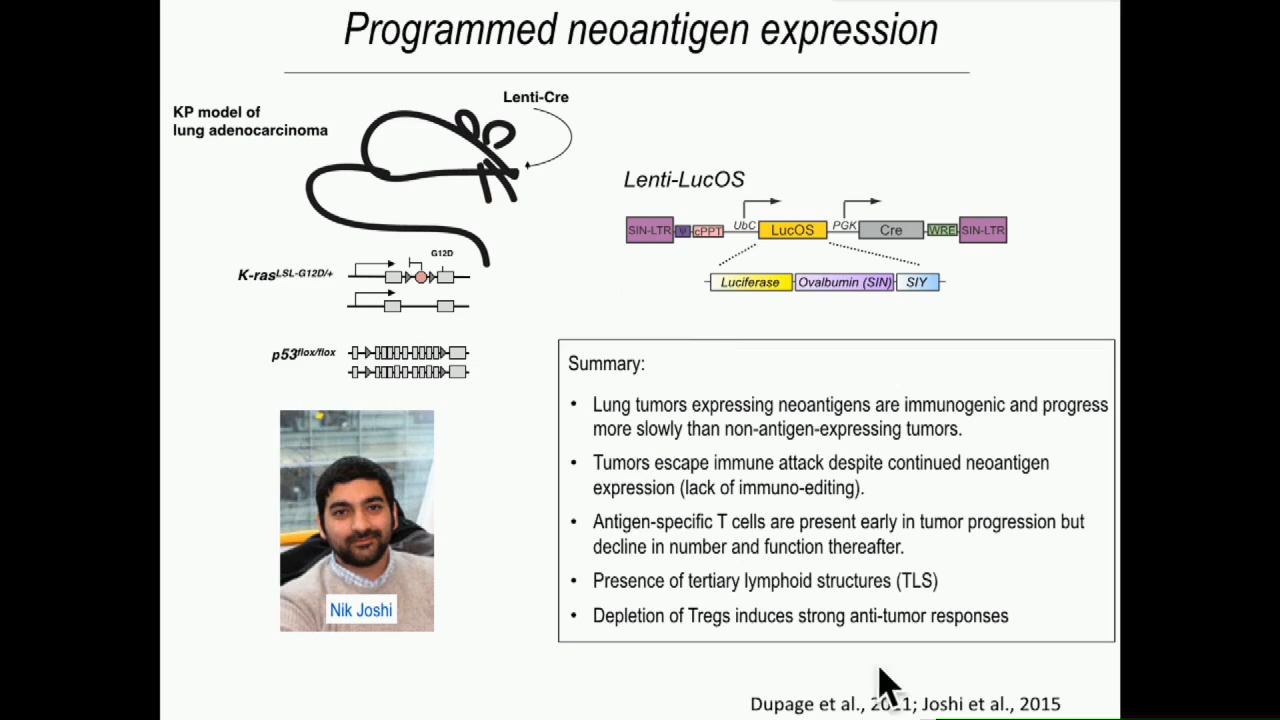 Programmed neoantigen expression
KP model of
lung adenocarcinoma
Lenti-Cre
Lenti-LucOS
SIN-LTR Ψ cPPT UbC LucOS PGK Cre WRE SIN-LTR
Luciferase Ovalbumin (SIN) SIY
G12D
K-rasLSL-G12D/+
p53flox/flox
Nik Joshi
Summary:
• Lung tumors expressing neoantigens are immunogenic and progress
more slowly than non-antigen-expressing tumors.
• Tumors escape immune attack despite continued neoantigen
expression (lack of immuno-editing).
• Antigen-specific T cells are present early in tumor progression but
decline in number and function thereafter.
• Presence of tertiary lymphoid structures (TLS)
• Depletion of Tregs induces strong anti-tumor responses
Dupage et al., 2011; Joshi et al., 2015